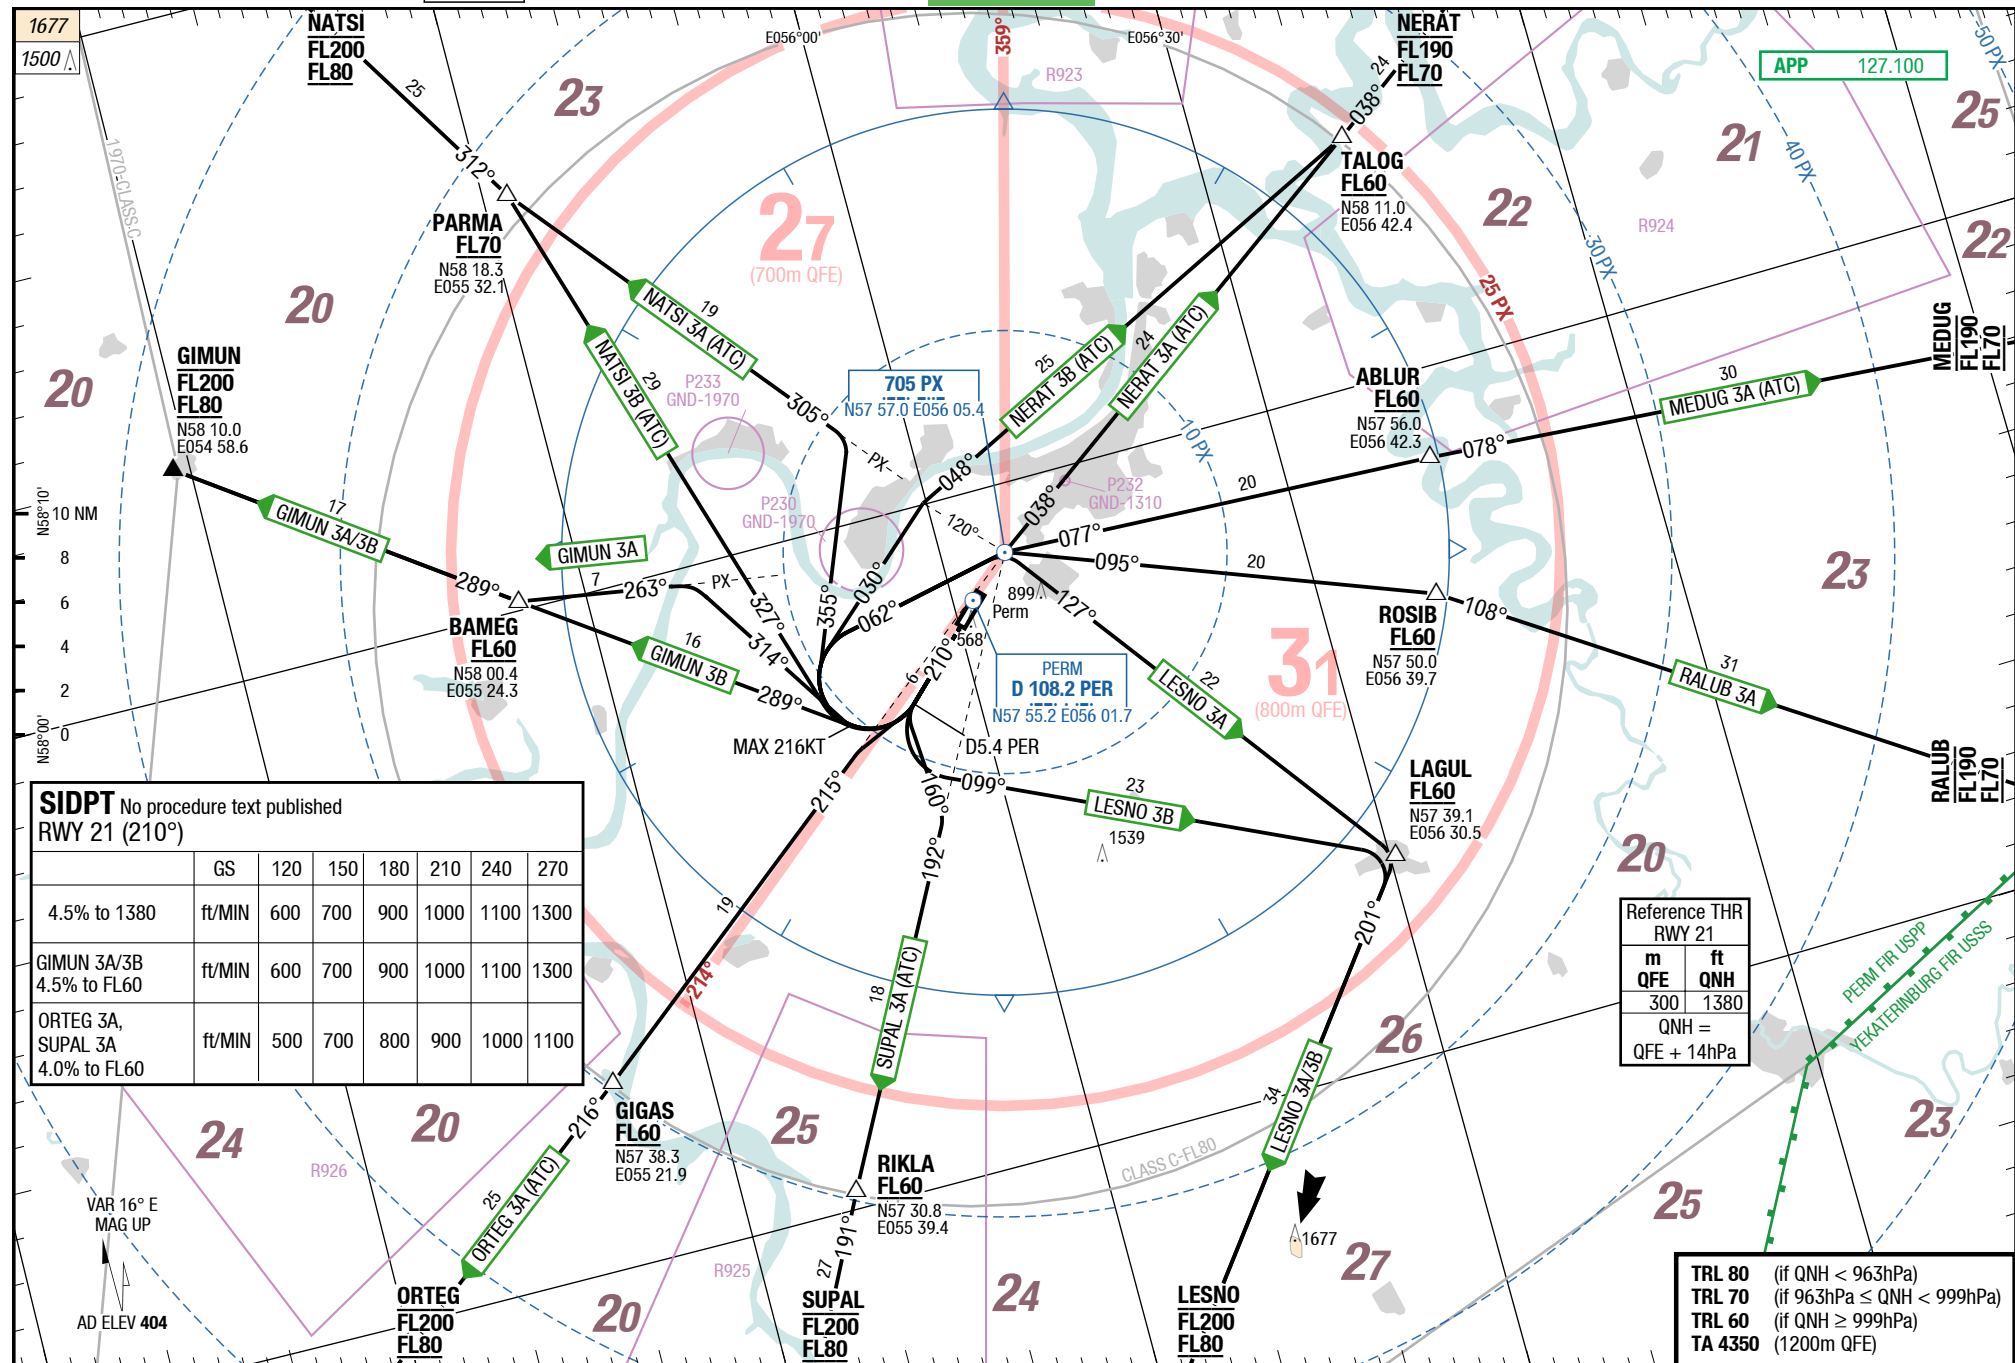 1677
1500
NATSI
FL200
FL80
25
312°
23
E056°00'
359°
E056°30'
R923
NERAT
FL190
FL70
24
038°
APP 127.100
50 PX
25
21
40 PX
1970-CLASS C
PARMA
FL70
N58 18.3
E055 32.1
27
(700m QFE)
TALOG
FL60
N58 11.0
E056 42.4
22
R924
22
30 PX
25 PX
20
20
19
NATSI 3A (ATC)
305°
29
NATSI 3B (ATC)
327°
P233
GND-1970
705 PX
N57 57.0 E056 05.4
25
NERAT 3B (ATC)
048°
24
NERAT 3A (ATC)
038°
10 PX
ABLUR
FL60
N57 56.0
E056 42.3
078°
30
MEDUG 3A (ATC)
MEDUG
FL190
FL70
GIMUN
FL200
FL80
N58 10.0
E054 58.6
17
GIMUN 3A/3B
289°
N58°10'
10 NM
8
6
4
2
0
N58°00'
GIMUN 3A
7
263°
PX
PX
120°
P230
GND-1970
P232
GND-1310
077°
20
095°
20
23
BAMEG
FL60
N58 00.4
E055 24.3
16
GIMUN 3B
289°
314°
355°
030°
062°
210°
6
568
899
Perm
127°
22
LESNO 3A
31
(800m QFE)
ROSIB
FL60
N57 50.0
E056 39.7
108°
31
RALUB 3A
RALUB
FL190
FL70
PERM
D 108.2 PER
N57 55.2 E056 01.7
MAX 216KT
D5.4 PER
215°
160°
099°
23
LESNO 3B
1539
192°
LAGUL
FL60
N57 39.1
E056 30.5
201°
20
SIDPT No procedure text published
RWY 21 (210°)
GS 120 150 180 210 240 270
4.5% to 1380 ft/MIN 600 700 900 1000 1100 1300
GIMUN 3A/3B
4.5% to FL60 ft/MIN 600 700 900 1000 1100 1300
ORTEG 3A,
SUPAL 3A
4.0% to FL60 ft/MIN 500 700 800 900 1000 1100
19
214°
18
SUPAL 3A (ATC)
Reference THR
RWY 21
m ft
QFE QNH
300 1380
QNH =
QFE + 14hPa
PERM FIR USPP
YEKATERINBURG FIR USSS
26
34
LESNO 3A/3B
CLASS C-FL80
23
24
R926
20
216°
GIGAS
FL60
N57 38.3
E055 21.9
25
25
ORTEG 3A (ATC)
RIKLA
FL60
N57 30.8
E055 39.4
191°
27
25
VAR 16° E
MAG UP
AD ELEV 404
ORTEG
FL200
FL80
20
R925
SUPAL
FL200
FL80
24
LESNO
FL200
FL80
1677
27
TRL 80 (if QNH < 963hPa)
TRL 70 (if 963hPa ≤ QNH < 999hPa)
TRL 60 (if QNH ≥ 999hPa)
TA 4350 (1200m QFE)